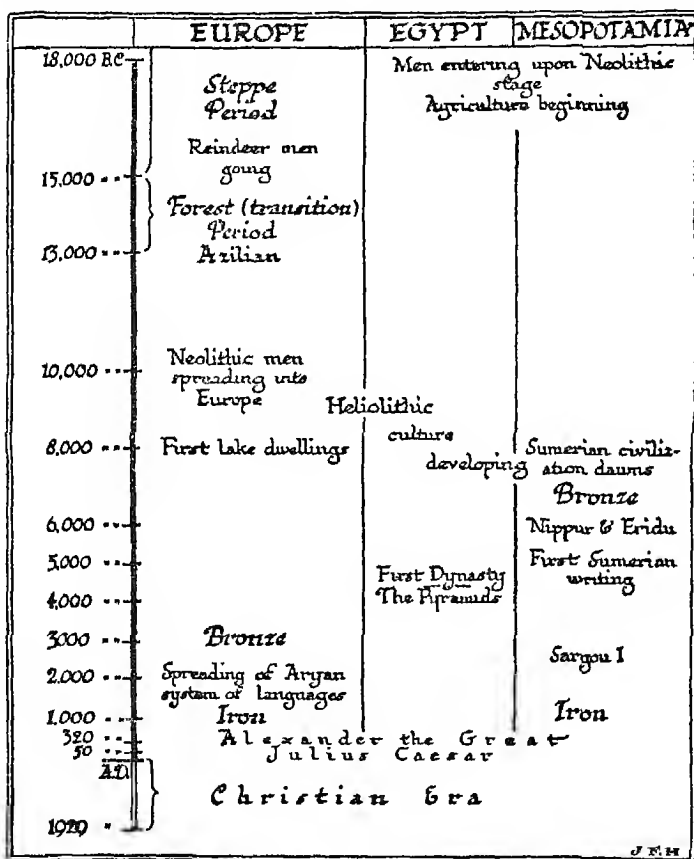 EUROPE EGYPT MESOPOTAMIA
18,000 B.C.
Men entering upon Neolithic
stage
Agriculture beginning
Steppe
Period
Reindeer men
going
15,000 " "
Forest (transition)
Period
13,000 " "
Azilian
10,000 " "
Neolithic men
spreading into
Europe
Heliolithic
culture
developing
8,000 " "
First lake dwellings
Sumerian civiliz-
ation dawns
Bronze
6,000 " "
Nippur & Eridu
5,000 " "
First Sumerian
writing
First Dynasty
The Pyramids
4,000 " "
3,000 " "
Bronze
Sargon I
2,000 " "
Spreading of Aryan
system of languages
1,000 " "
Iron
Iron
320 " "
Alexander the Great
50 " "
Julius Caesar
A.D.
Christian Era
1920 "
J.F.H